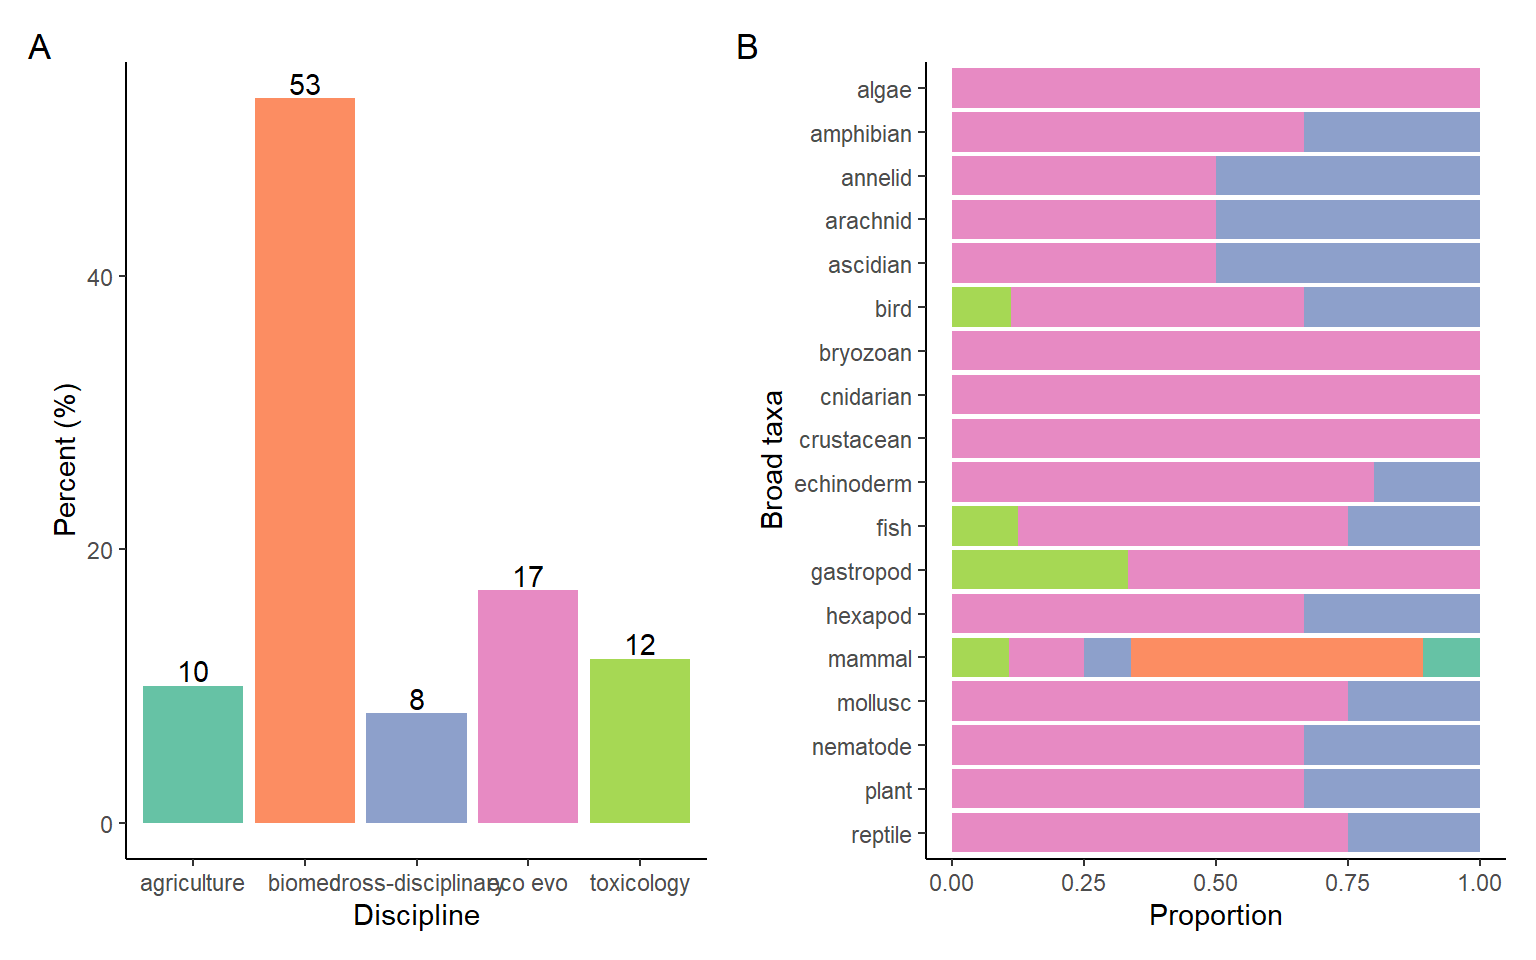 A
53
17
12
10
8
40
20
0
Percent (%)
agriculture biomed cross-disciplinary eco evo toxicology
Discipline
B
algae
amphibian
annelid
arachnid
ascidian
bird
bryozoan
cnidarian
crustacean
echinoderm
fish
gastropod
hexapod
mammal
mollusc
nematode
plant
reptile
Broad taxa
0.00 0.25 0.50 0.75 1.00
Proportion